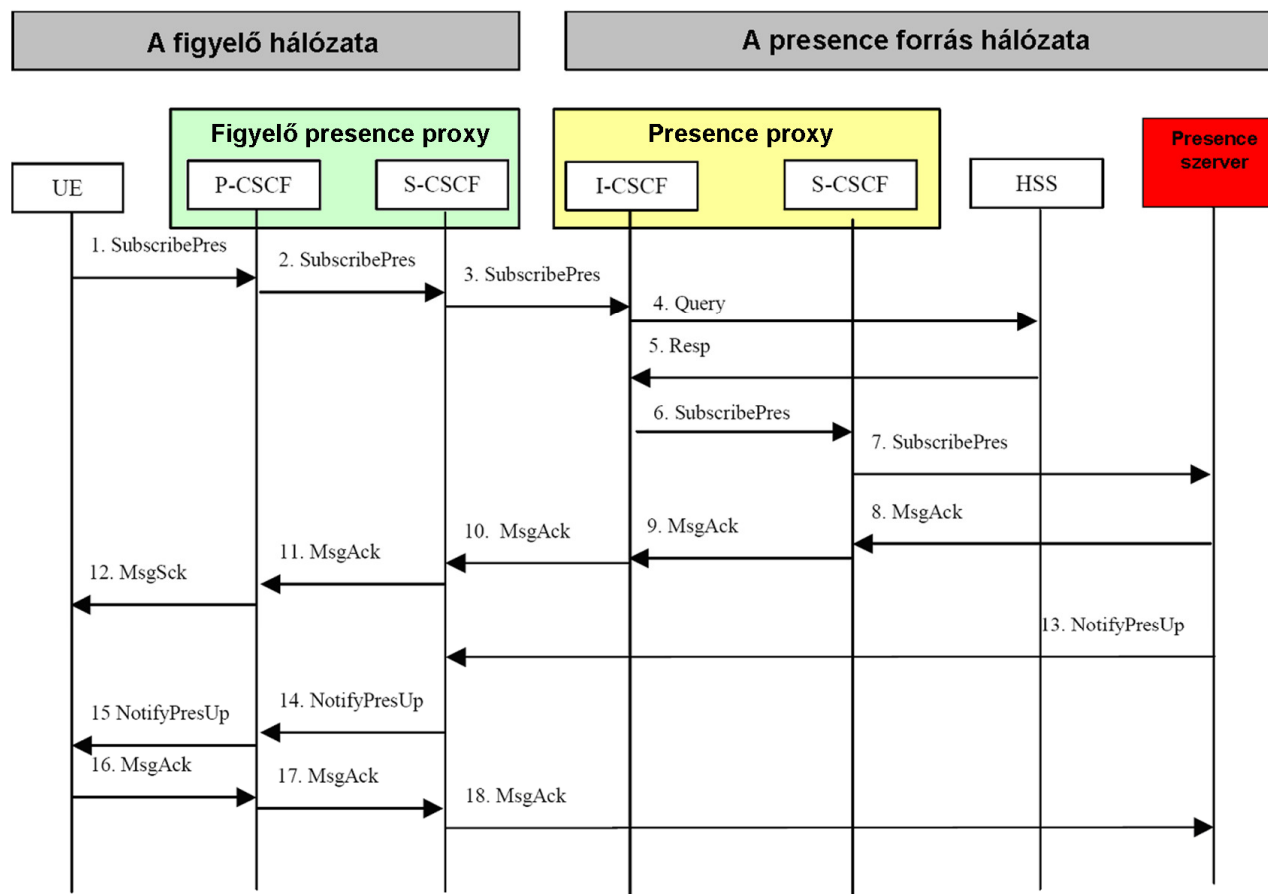 A figyelő hálózata
A presence forrás hálózata
Figyelő presence proxy
Presence proxy
Presence
szerver
UE
P-CSCF
S-CSCF
I-CSCF
S-CSCF
HSS
1. SubscribePres
2. SubscribePres
3. SubscribePres
4. Query
5. Resp
6. SubscribePres
7. SubscribePres
8. MsgAck
9. MsgAck
10. MsgAck
11. MsgAck
12. MsgSck
13. NotifyPresUp
14. NotifyPresUp
15 NotifyPresUp
16. MsgAck
17. MsgAck
18. MsgAck